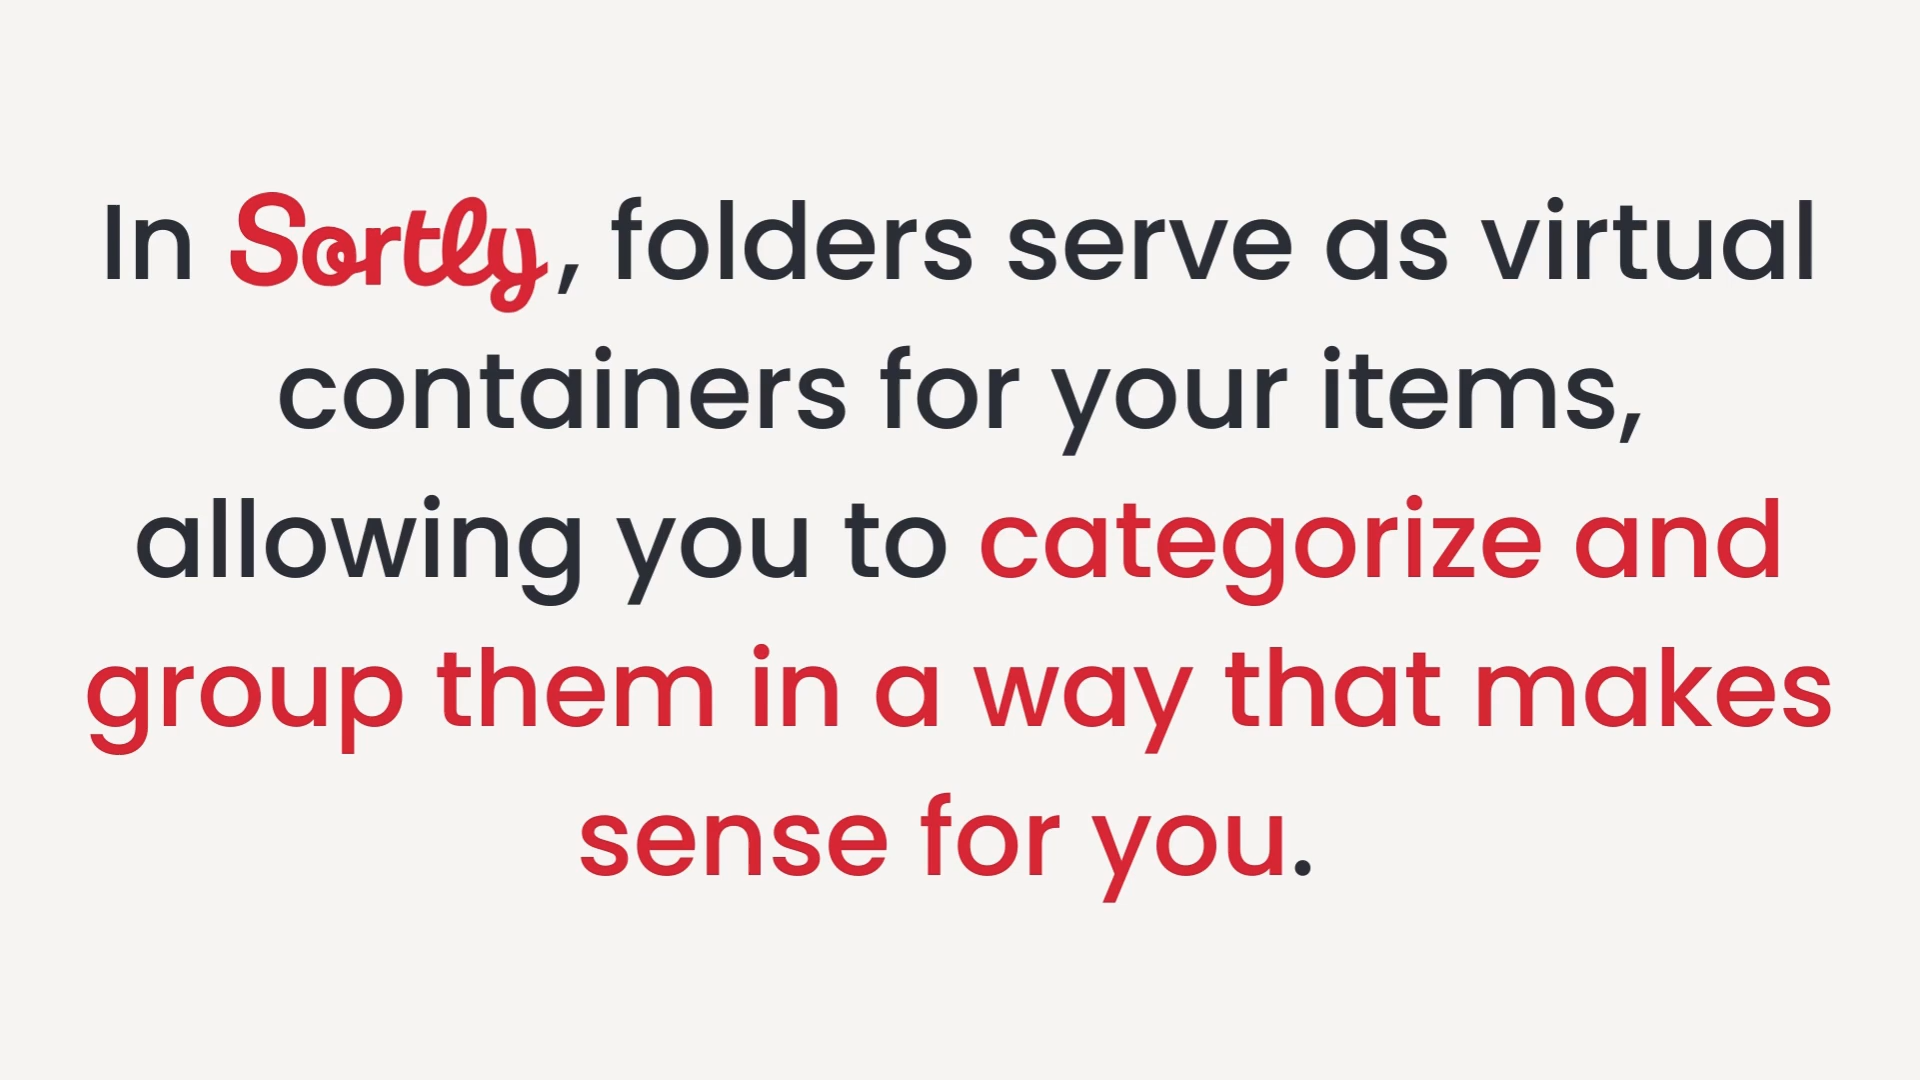 In Sortly, folders serve as virtual
containers for your items,
allowing you to categorize and
group them in a way that makes
sense for you.